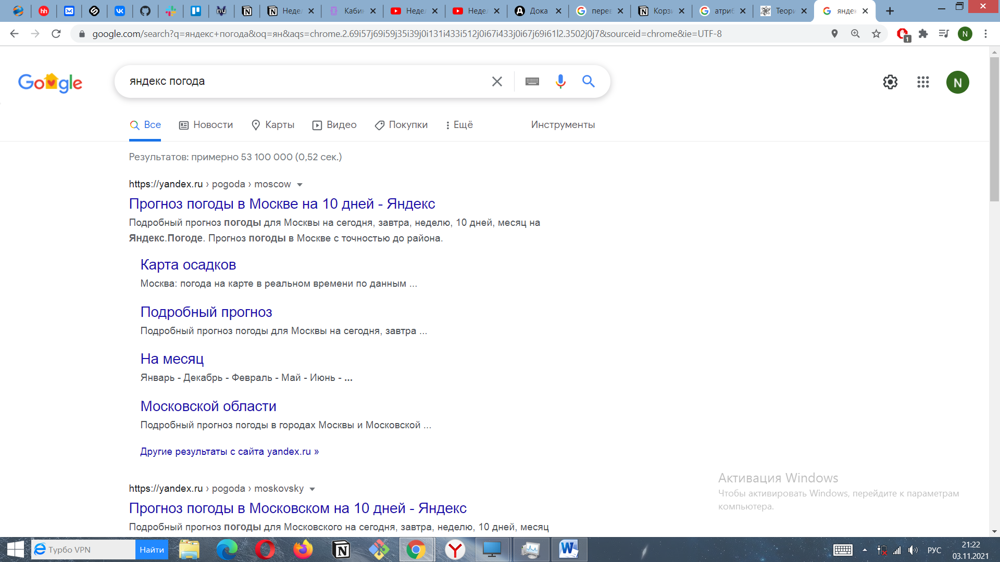 Неде
Каби
Неде
Неде
Дока
перев
Корзи
атриб
Теори
яндек
google.com/search?q=яндекс+погода&oq=ян&aqs=chrome.2.69i57j69i59j35i39j0i131i433i512j0i67i433j0i67j69i61l2.3502j0j7&sourceid=chrome&ie=UTF-8
1
N
Google
яндекс погода
N
Все
Новости
Карты
Видео
Покупки
Ещё
Инструменты
Результатов: примерно 53 100 000 (0,52 сек.)
https://yandex.ru › pogoda › moscow
Прогноз погоды в Москве на 10 дней - Яндекс
Подробный прогноз погоды для Москвы на сегодня, завтра, неделю, 10 дней, месяц на
Яндекс.Погоде. Прогноз погоды в Москве с точностью до района.
Карта осадков
Москва: погода на карте в реальном времени по данным ...
Подробный прогноз
Подробный прогноз погоды для Москвы на сегодня, завтра ...
На месяц
Январь - Декабрь - Февраль - Май - Июнь - ...
Московской области
Подробный прогноз погоды в городах Москвы и Московской ...
Другие результаты с сайта yandex.ru »
https://yandex.ru › pogoda › moskovsky
Прогноз погоды в Московском на 10 дней - Яндекс
Подробный прогноз погоды для Московского на сегодня, завтра, неделю, 10 дней, месяц
Активация Windows
Чтобы активировать Windows, перейдите к параметрам
компьютера.
Турбо VPN
Найти
РУС
21:22
03.11.2021